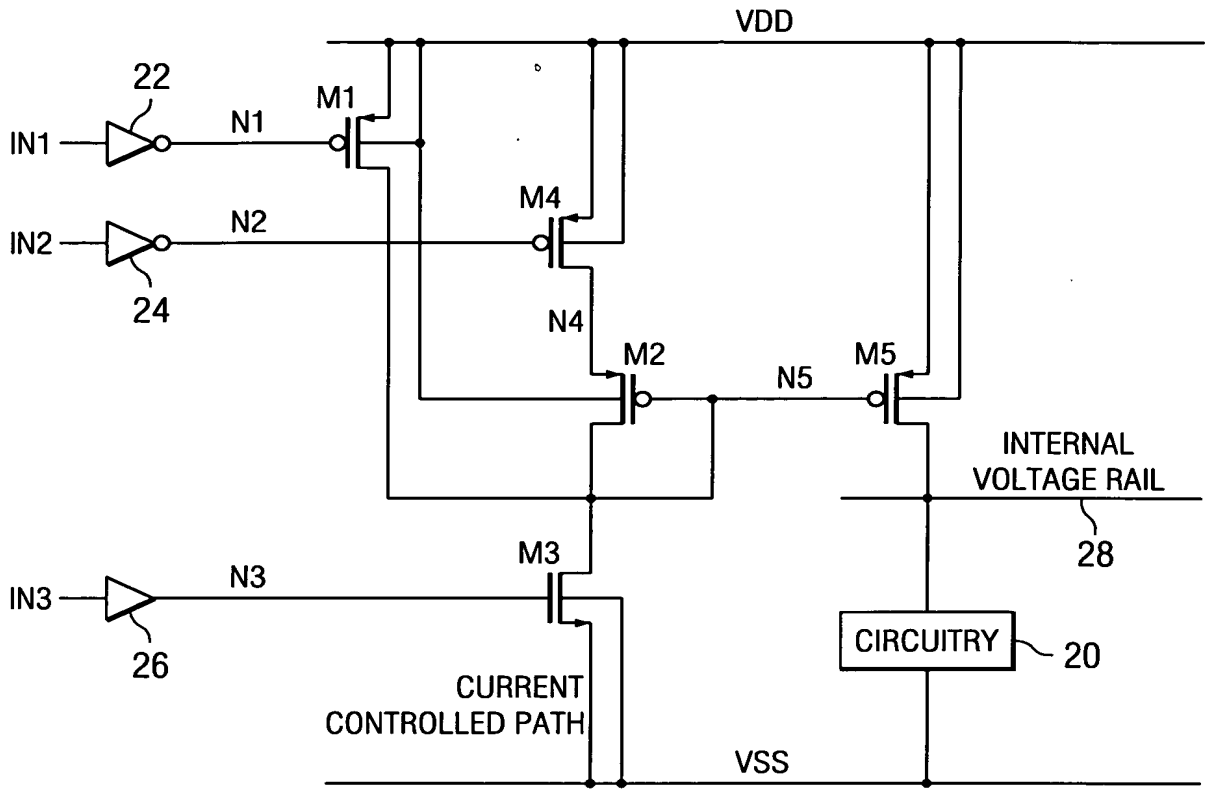 VDD
22
M1
IN1
N1
M4
IN2
N2
24
N4
M2
M5
N5
INTERNAL
VOLTAGE RAIL
28
M3
IN3
N3
26
CIRCUITRY
20
CURRENT
CONTROLLED PATH
VSS